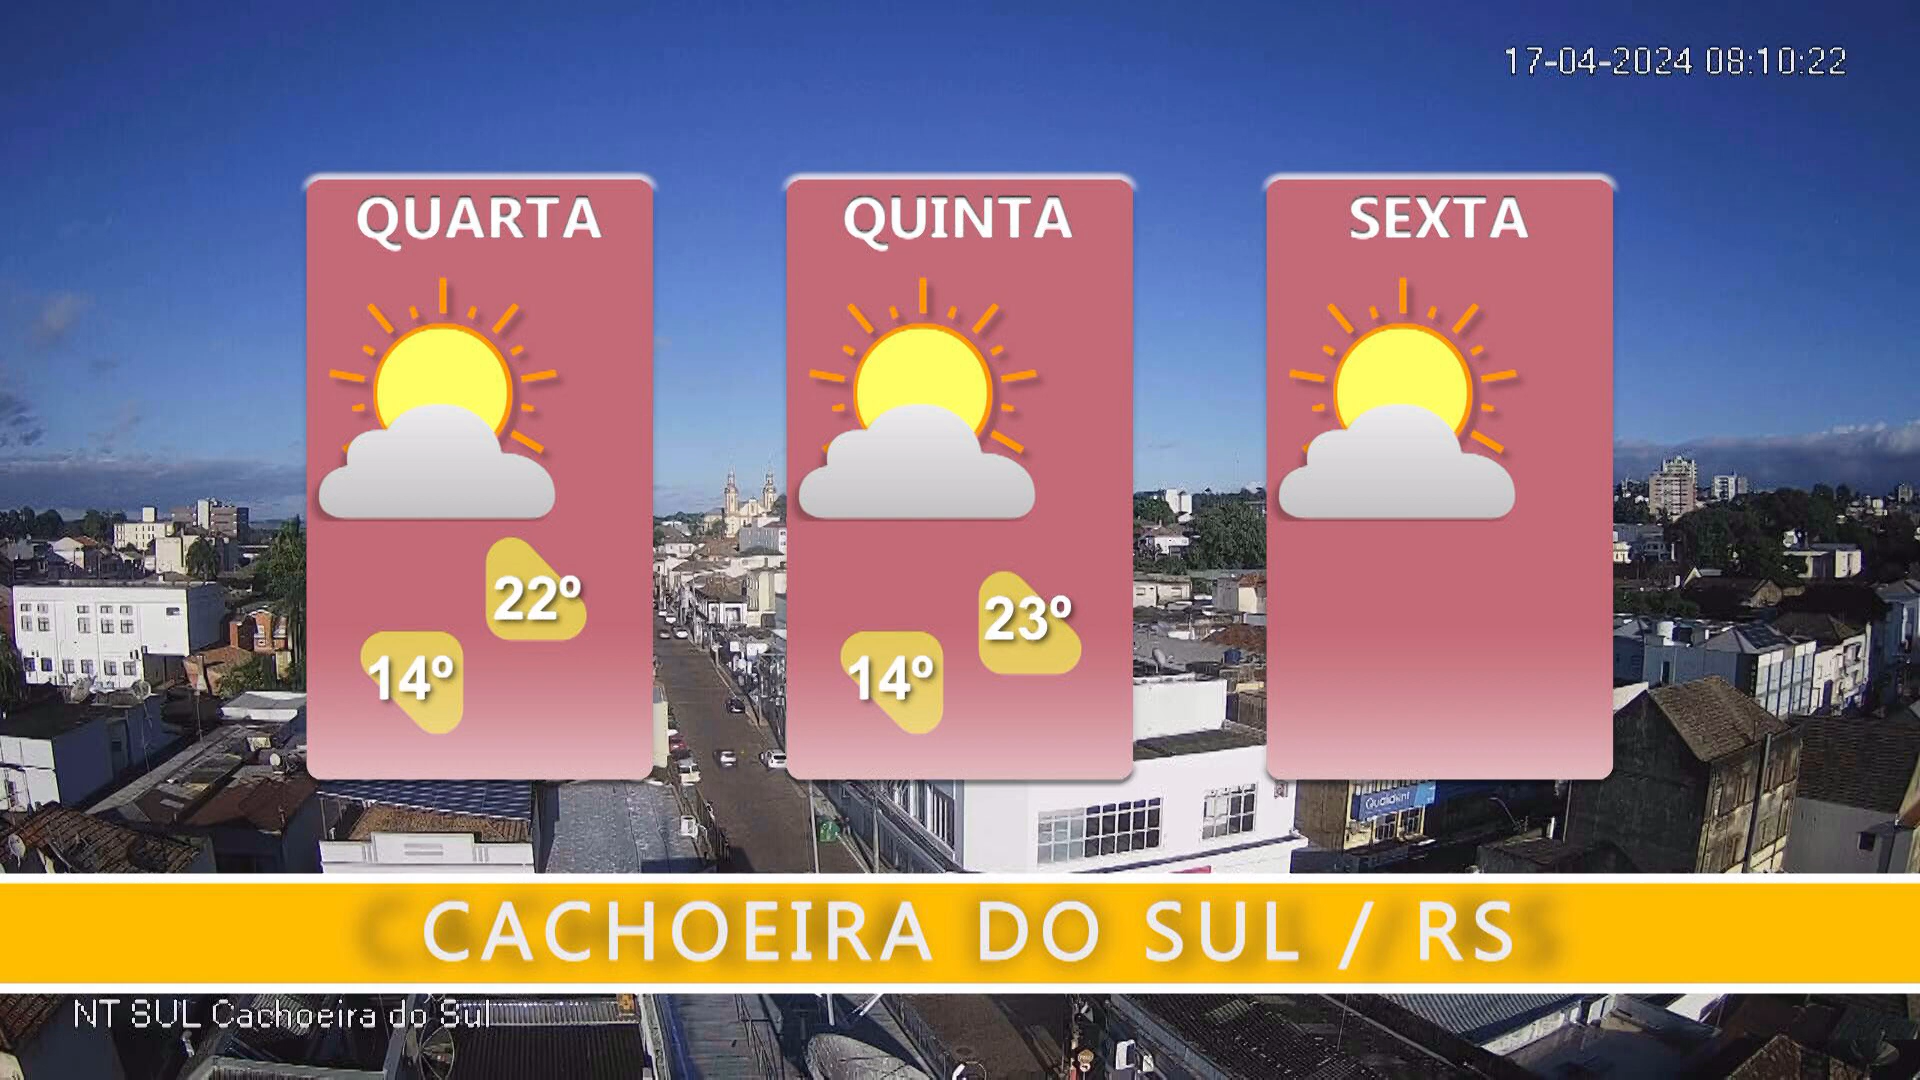 17-04-2024 08:10:22
QUARTA
QUINTA
SEXTA
22º
14º
23º
14º
Qualident
CACHOEIRA DO SUL / RS
NT SUL Cachoeira do Sul